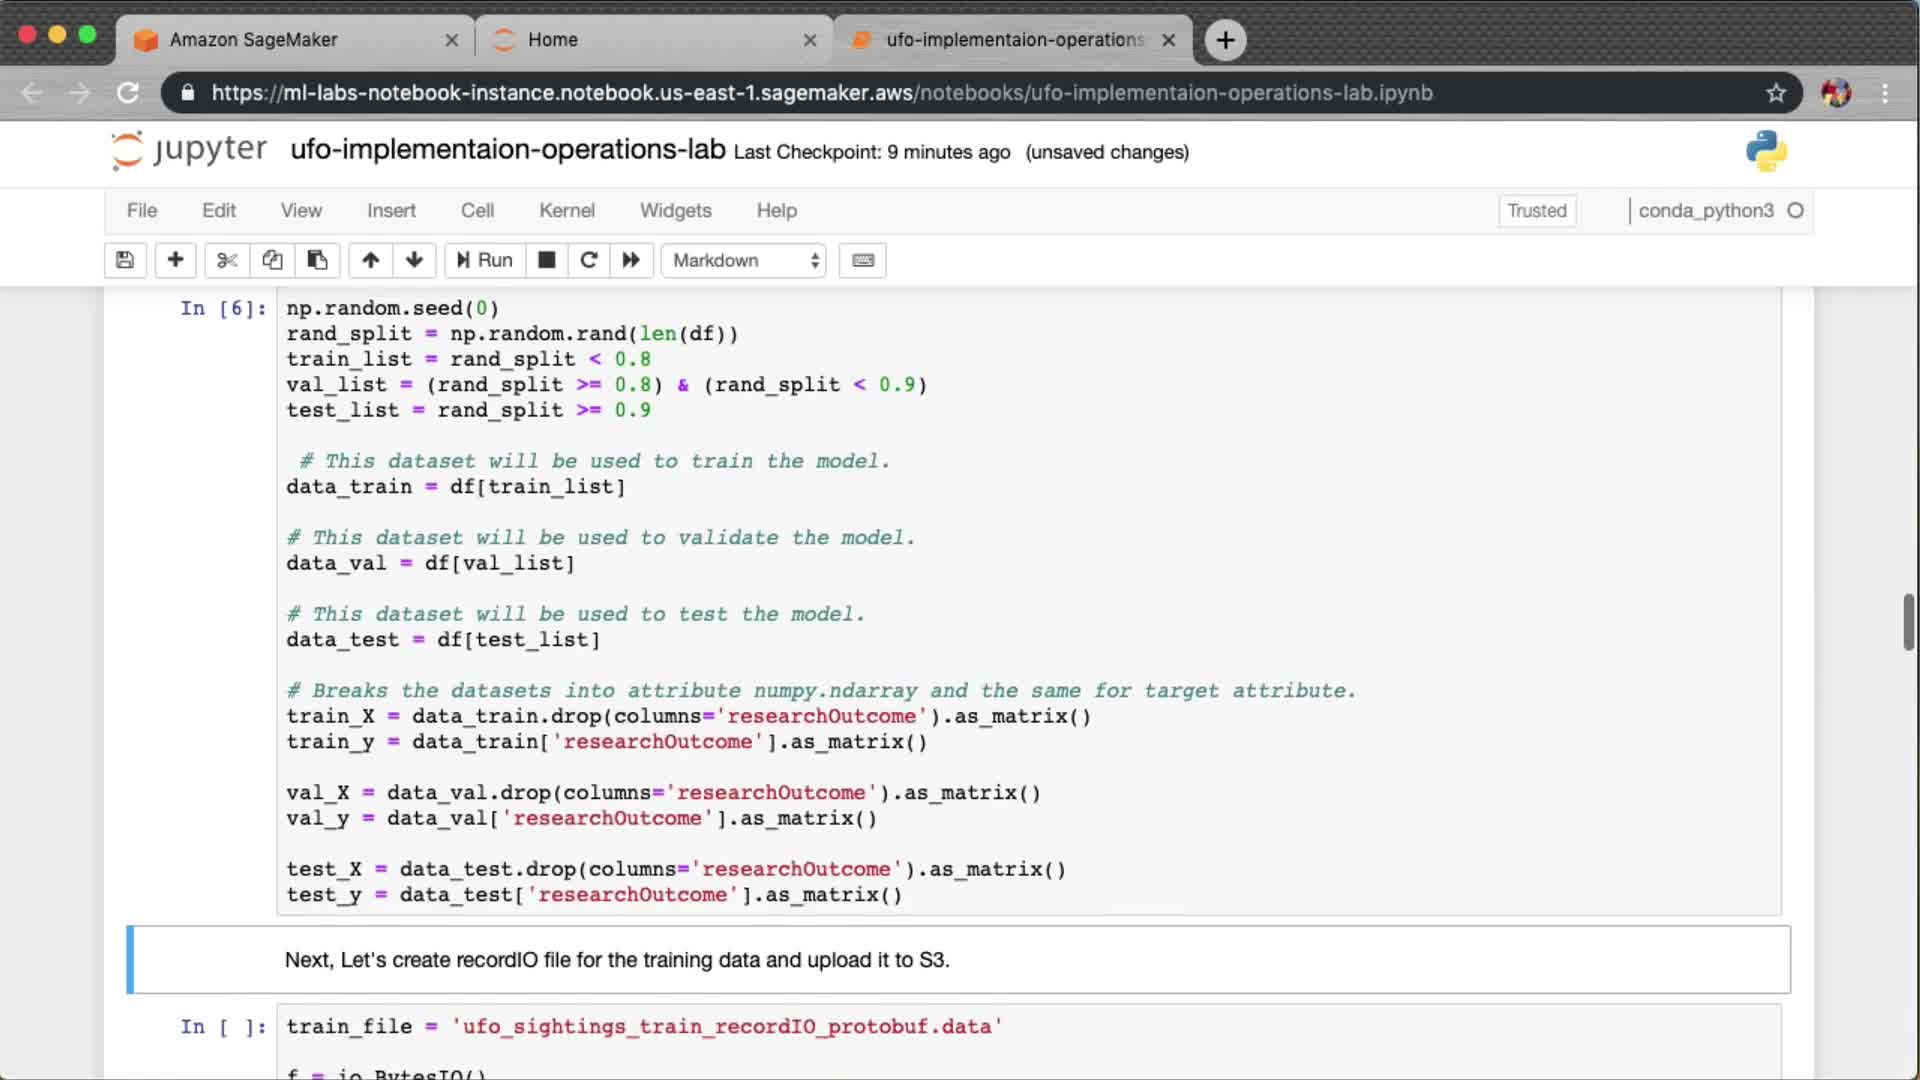 Amazon SageMaker
Home
ufo-implementaion-operations
https://ml-labs-notebook-instance.notebook.us-east-1.sagemaker.aws/notebooks/ufo-implementaion-operations-lab.ipynb
jupyter ufo-implementaion-operations-lab Last Checkpoint: 9 minutes ago (unsaved changes)
File Edit View Insert Cell Kernel Widgets Help Trusted conda_python3
Run Markdown
In [6]: np.random.seed(0)
rand_split = np.random.rand(len(df))
train_list = rand_split < 0.8
val_list = (rand_split >= 0.8) & (rand_split < 0.9)
test_list = rand_split >= 0.9
# This dataset will be used to train the model.
data_train = df[train_list]
# This dataset will be used to validate the model.
data_val = df[val_list]
# This dataset will be used to test the model.
data_test = df[test_list]
# Breaks the datasets into attribute numpy.ndarray and the same for target attribute.
train_X = data_train.drop(columns='researchOutcome').as_matrix()
train_y = data_train['researchOutcome'].as_matrix()
val_X = data_val.drop(columns='researchOutcome').as_matrix()
val_y = data_val['researchOutcome'].as_matrix()
test_X = data_test.drop(columns='researchOutcome').as_matrix()
test_y = data_test['researchOutcome'].as_matrix()
Next, Let's create recordIO file for the training data and upload it to S3.
In [ ]: train_file = 'ufo_sightings_train_recordIO_protobuf.data'
f = io.BytesIO()